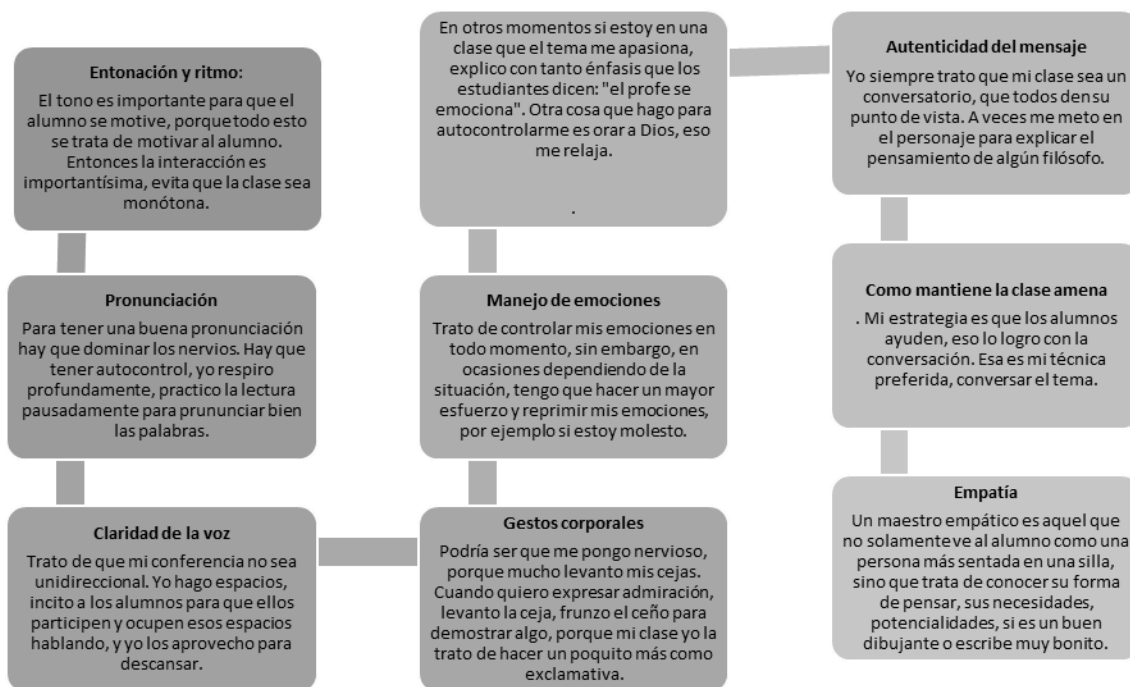 Entonación y ritmo:
El tono es importante para que el
alumno se motive, porque todo esto
se trata de motivar al alumno.
Entonces la interacción es
importantísima, evita que la clase sea
monótona.
Pronunciación
Para tener una buena pronunciación
hay que dominar los nervios. Hay que
tener autocontrol, yo respiro
profundamente, practico la lectura
pausadamente para prununciar bien
las palabras.
Claridad de la voz
Trato de que mi conferencia no sea
unidireccional. Yo hago espacios,
incito a los alumnos para que ellos
participen y ocupen esos espacios
hablando, y yo los aprovecho para
descansar.
Gestos corporales
Podría ser que me pongo nervioso,
porque mucho levanto mis cejas.
Cuando quiero expresar admiración,
levanto la ceja, frunzo el ceño para
demostrar algo, porque mi clase yo la
trato de hacer un poquito más como
exclamativa.
Manejo de emociones
Trato de controlar mis emociones en
todo momento, sin embargo, en
ocasiones dependiendo de la
situación, tengo que hacer un mayor
esfuerzo y reprimir mis emociones,
por ejemplo si estoy molesto.
En otros momentos si estoy en una
clase que el tema me apasiona,
explico con tanto énfasis que los
estudiantes dicen: "el profe se
emociona". Otra cosa que hago para
autocontrolarme es orar a Dios, eso
me relaja.
.
Autenticidad del mensaje
Yo siempre trato que mi clase sea un
conversatorio, que todos den su
punto de vista. A veces me meto en
el personaje para explicar el
pensamiento de algún filósofo.
Como mantiene la clase amena
. Mi estrategia es que los alumnos
ayuden, eso lo logro con la
conversación. Esa es mi técnica
preferida, conversar el tema.
Empatía
Un maestro empático es aquel que
no solamente ve al alumno como una
persona más sentada en una silla,
sino que trata de conocer su forma
de pensar, sus necesidades,
potencialidades, si es un buen
dibujante o escribe muy bonito.